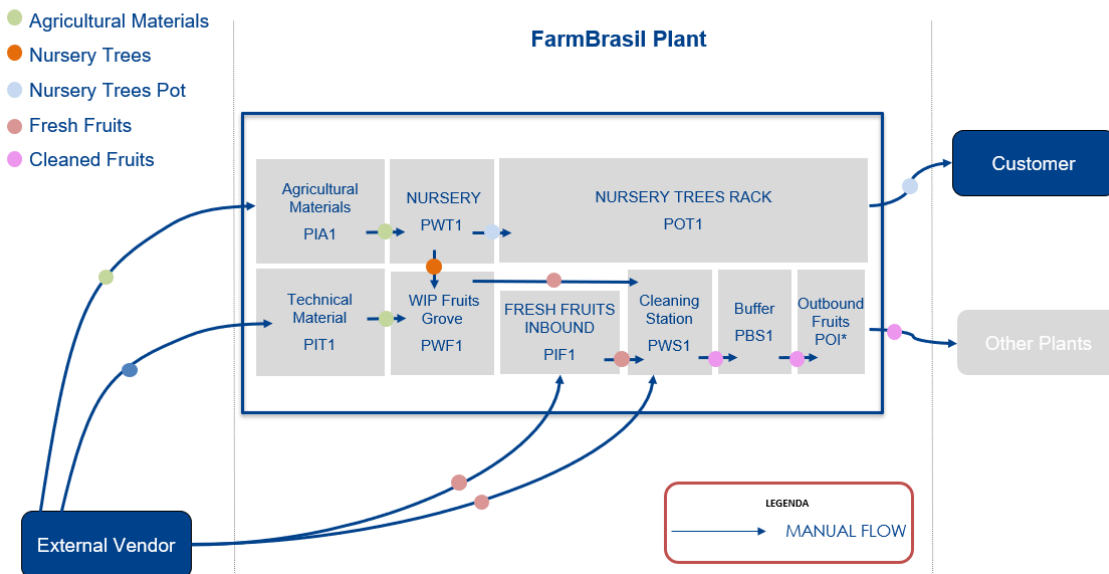 Agricultural Materials
Nursery Trees
Nursery Trees Pot
Fresh Fruits
Cleaned Fruits
FarmBrasil Plant
Agricultural
Materials
PIA1
NURSERY
PWT1
NURSERY TREES RACK
POT1
Customer
Technical
Material
PIT1
WIP Fruits
Grove
PWF1
FRESH FRUITS
INBOUND
PIF1
Cleaning
Station
PWS1
Buffer
PBS1
Outbound
Fruits
POI*
Other Plants
External Vendor
LEGENDA
MANUAL FLOW